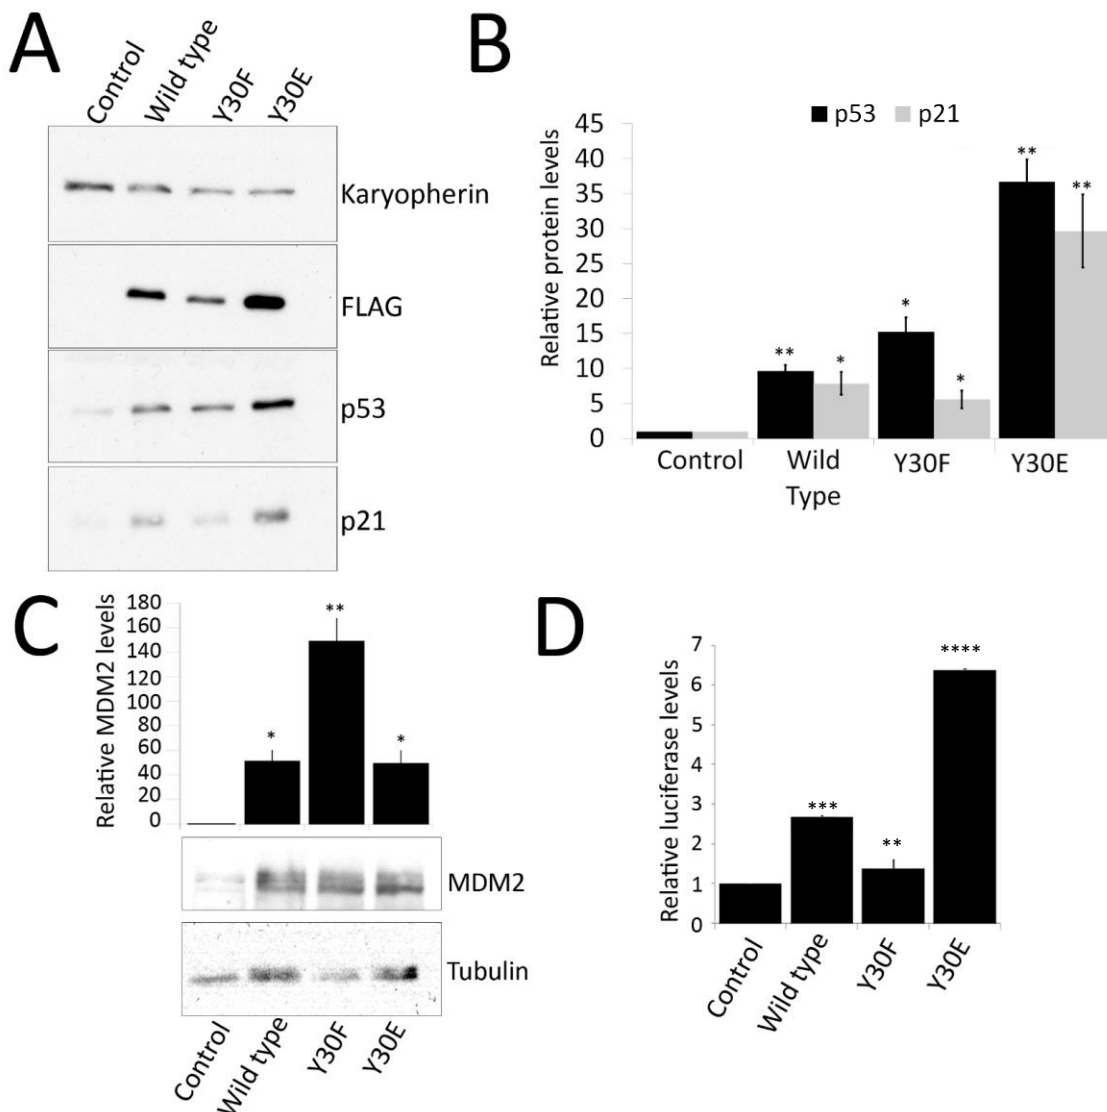 A
Control
Wild type
Y30F
Y30E
Karyopherin
FLAG
p53
p21
B
p53 p21
Relative protein levels
45
40
35
30
25
20
15
10
5
0
**
*
*
*
**
**
Control
Wild
Type
Y30F
Y30E
C
Relative MDM2 levels
180
160
140
120
100
80
60
40
20
0
*
**
*
MDM2
Tubulin
Control
Wild type
Y30F
Y30E
D
Relative luciferase levels
7
6
5
4
3
2
1
0
***
**
****
Control
Wild type
Y30F
Y30E